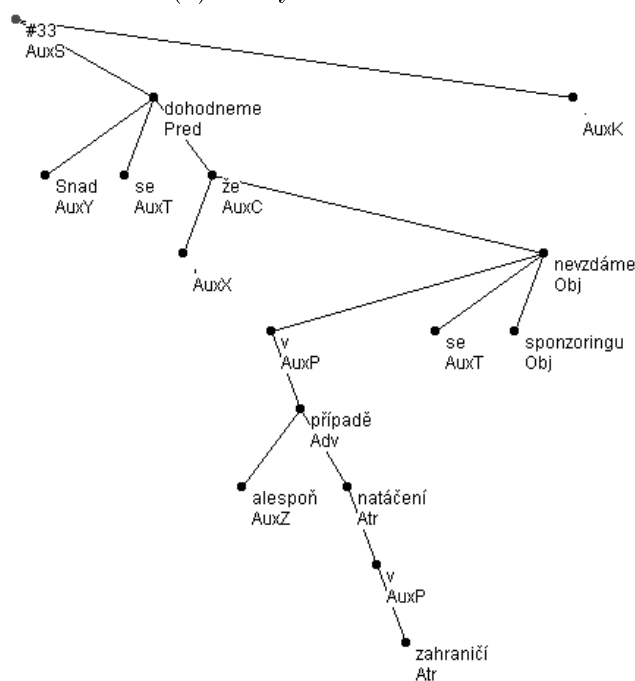 #33
AuxS
dohodneme
Pred
.
AuxK
Snad
AuxY
se
AuxT
že
AuxC
,
AuxX
nevzdáme
Obj
v
AuxP
se
AuxT
sponzoringu
Obj
případě
Adv
alespoň
AuxZ
natáčení
Atr
v
AuxP
zahraničí
Atr